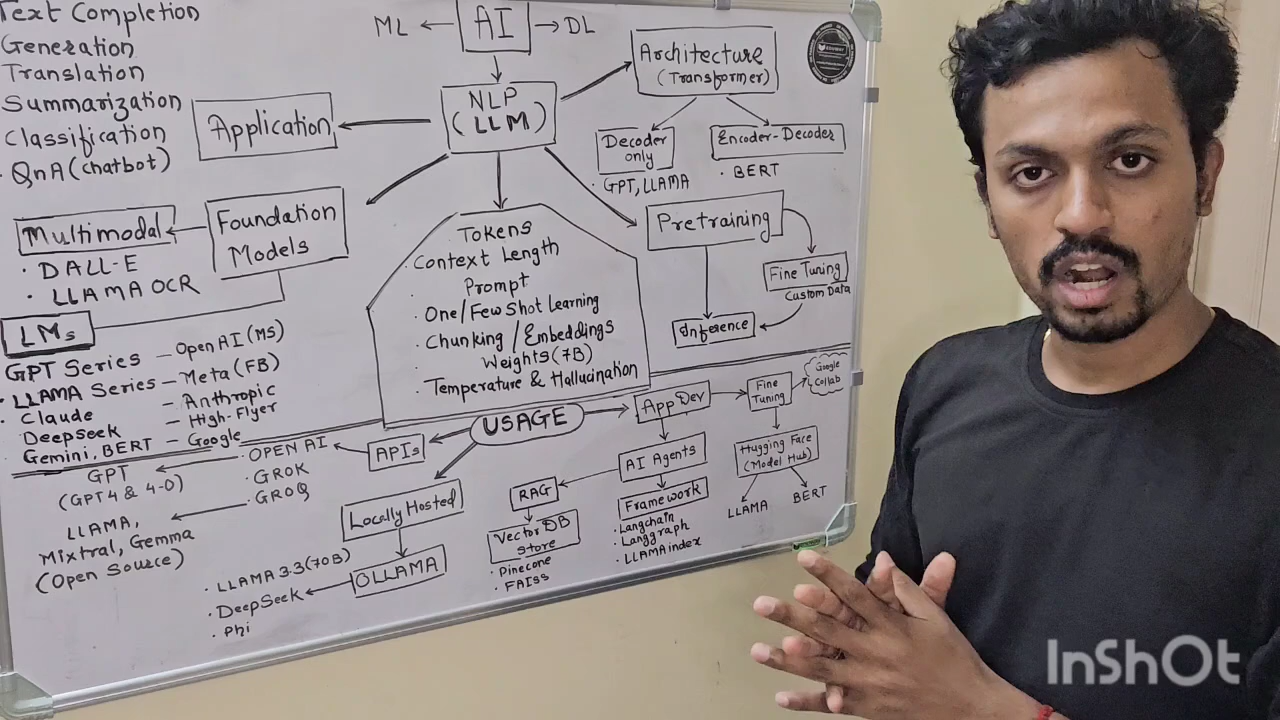 Text Completion
Generation
Translation
Summarization
Classification
· QnA (chatbot)
Application
ML
AI
DL
NLP
(LLM)
Architecture
(Transformer)
Decoder
only
· GPT, LLAMA
Encoder-Decoder
· BERT
Multimodal
· DALL-E
· LLAMA OCR
Foundation
Models
Tokens
· Context Length
Prompt
· One/Few Shot Learning
· Chunking/Embeddings
Weights (7B)
· Temperature & Hallucination
Pretraining
Fine Tuning
Custom Data
Inference
LMs
GPT Series – Open AI (MS)
· LLAMA Series – Meta (FB)
· Claude – Anthropic
DeepSeek – High-Flyer
Gemini, BERT – Google
USAGE
APIs
· OPEN AI
· GROK
· GROQ
GPT
(GPT4 & 4-O)
LLAMA,
Mixtral, Gemma
(Open Source)
Locally Hosted
OLLAMA
· LLAMA 3.3 (70B)
· DeepSeek
· Phi
App Dev
AI Agents
RAG
Vector DB
Store
· Pinecone
· FAISS
Framework
· Langchain
· Langgraph
· LLAMA index
Fine
Tuning
Google
Collab
Hugging Face
(Model Hub)
LLAMA
BERT
InShOt